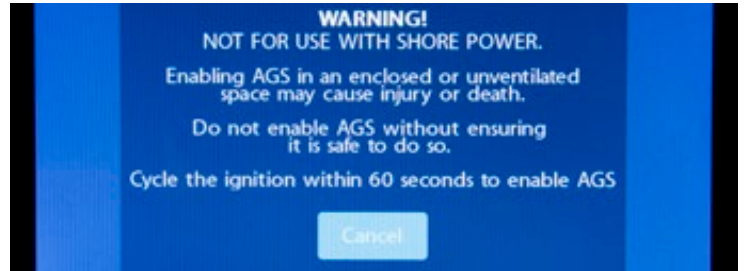 WARNING!
NOT FOR USE WITH SHORE POWER.
Enabling AGS in an enclosed or unventilated
space may cause injury or death.
Do not enable AGS without ensuring
it is safe to do so.
Cycle the ignition within 60 seconds to enable AGS
Cancel